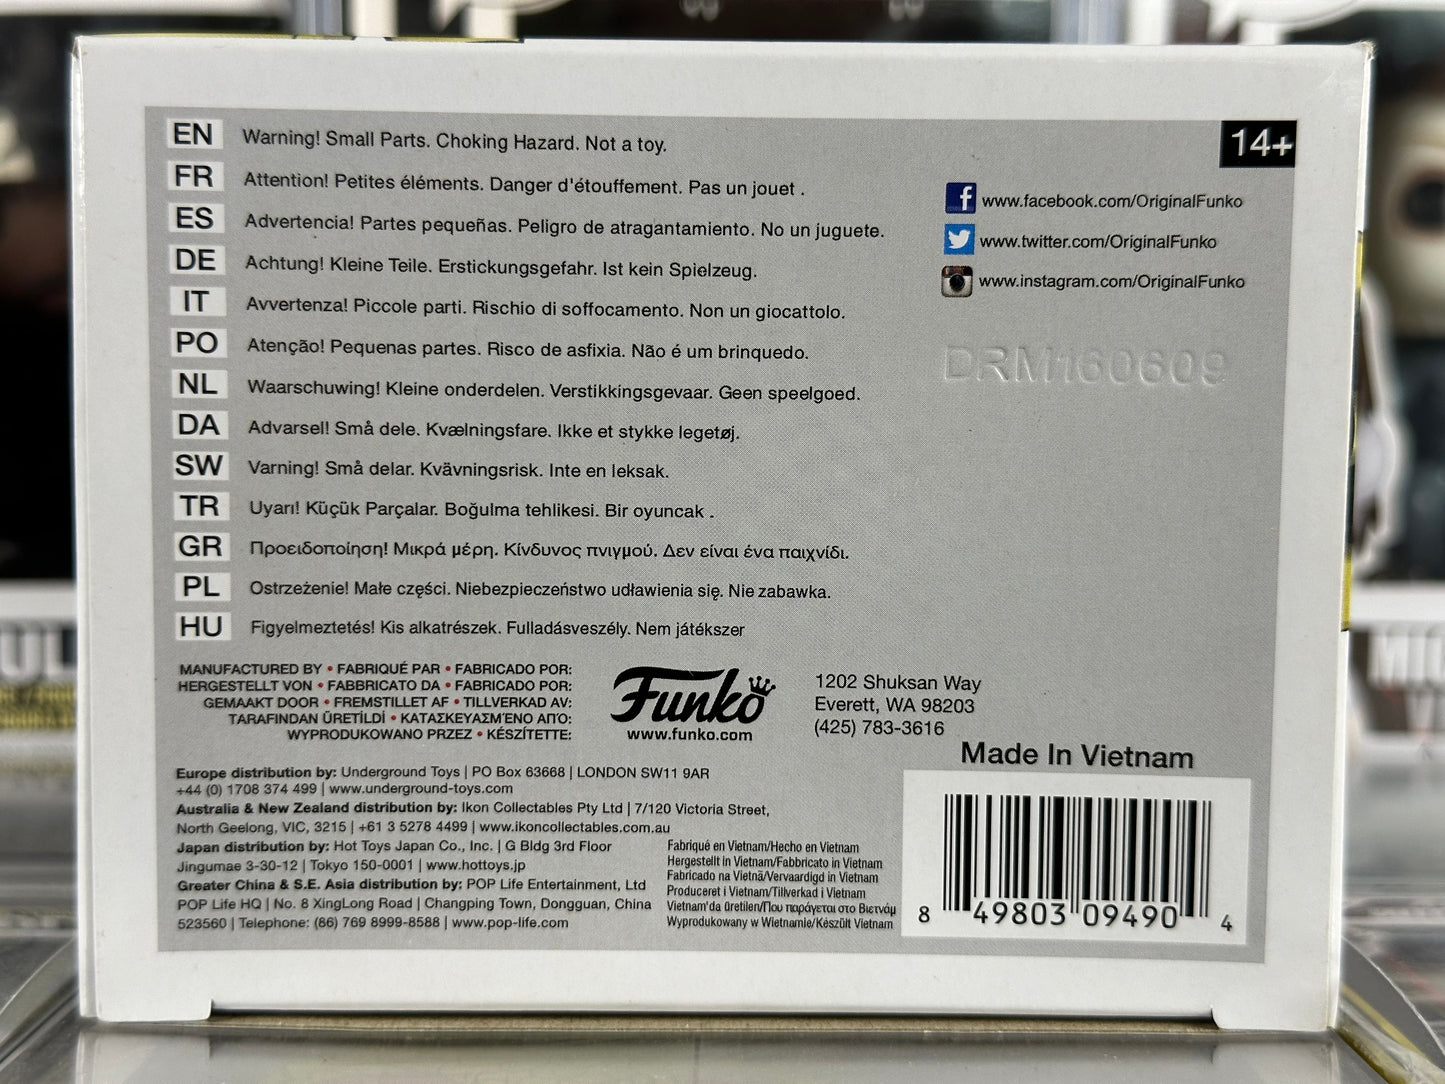 EN Warning! Small Parts. Choking Hazard. Not a toy.
FR Attention! Petites éléments. Danger d'étouffement. Pas un jouet .
ES Advertencia! Partes pequeñas. Peligro de atragantamiento. No un juguete.
DE Achtung! Kleine Teile. Erstickungsgefahr. Ist kein Spielzeug.
IT Avvertenza! Piccole parti. Rischio di soffocamento. Non un giocattolo.
PO Atenção! Pequenas partes. Risco de asfixia. Não é um brinquedo.
NL Waarschuwing! Kleine onderdelen. Verstikkingsgevaar. Geen speelgoed.
DA Advarsel! Små dele. Kvælningsfare. Ikke et stykke legetøj.
SW Varning! Små delar. Kvävningsrisk. Inte en leksak.
TR Uyarı! Küçük Parçalar. Boğulma tehlikesi. Bir oyuncak .
GR Προειδοποίηση! Μικρά μέρη. Κίνδυνος πνιγμού. Δεν είναι ένα παιχνίδι.
PL Ostrzeżenie! Małe części. Niebezpieczeństwo udławienia się. Nie zabawka.
HU Figyelmeztetés! Kis alkatrészek. Fulladásveszély. Nem játékszer
14+
www.facebook.com/OriginalFunko
www.twitter.com/OriginalFunko
www.instagram.com/OriginalFunko
DRM160609
MANUFACTURED BY • FABRIQUÉ PAR • FABRICADO POR:
HERGESTELLT VON • FABBRICATO DA • FABRICADO POR:
GEMAAKT DOOR • FREMSTILLET AF • TILLVERKAD AV:
TARAFINDAN ÜRETİLDİ • ΚΑΤΑΣΚΕΥΑΣΜΈΝΟ ΑΠΌ:
WYPRODUKOWANO PRZEZ • KÉSZÍTETTE:
Funko
www.funko.com
1202 Shuksan Way
Everett, WA 98203
(425) 783-3616
Made In Vietnam
Europe distribution by: Underground Toys | PO Box 63668 | LONDON SW11 9AR
+44 (0) 1708 374 499 | www.underground-toys.com
Australia & New Zealand distribution by: Ikon Collectables Pty Ltd | 7/120 Victoria Street,
North Geelong, VIC, 3215 | +61 3 5278 4499 | www.ikoncollectables.com.au
Japan distribution by: Hot Toys Japan Co., Inc. | G Bldg 3rd Floor
Jingumae 3-30-12 | Tokyo 150-0001 | www.hottoys.jp
Greater China & S.E. Asia distribution by: POP Life Entertainment, Ltd
POP Life HQ | No. 8 XingLong Road | Changping Town, Dongguan, China
523560 | Telephone: (86) 769 8999-8588 | www.pop-life.com
Fabriqué en Vietnam/Hecho en Vietnam
Hergestellt in Vietnam/Fabbricato in Vietnam
Fabricado na Vietnã/Vervaardigd in Vietnam
Produceret i Vietnam/Tillverkad i Vietnam
Vietnam'da üretilen/Που παράγεται στο Βιετνάμ
Wyprodukowany w Wietnamie/Készült Vietnam
8 49803 09490 4